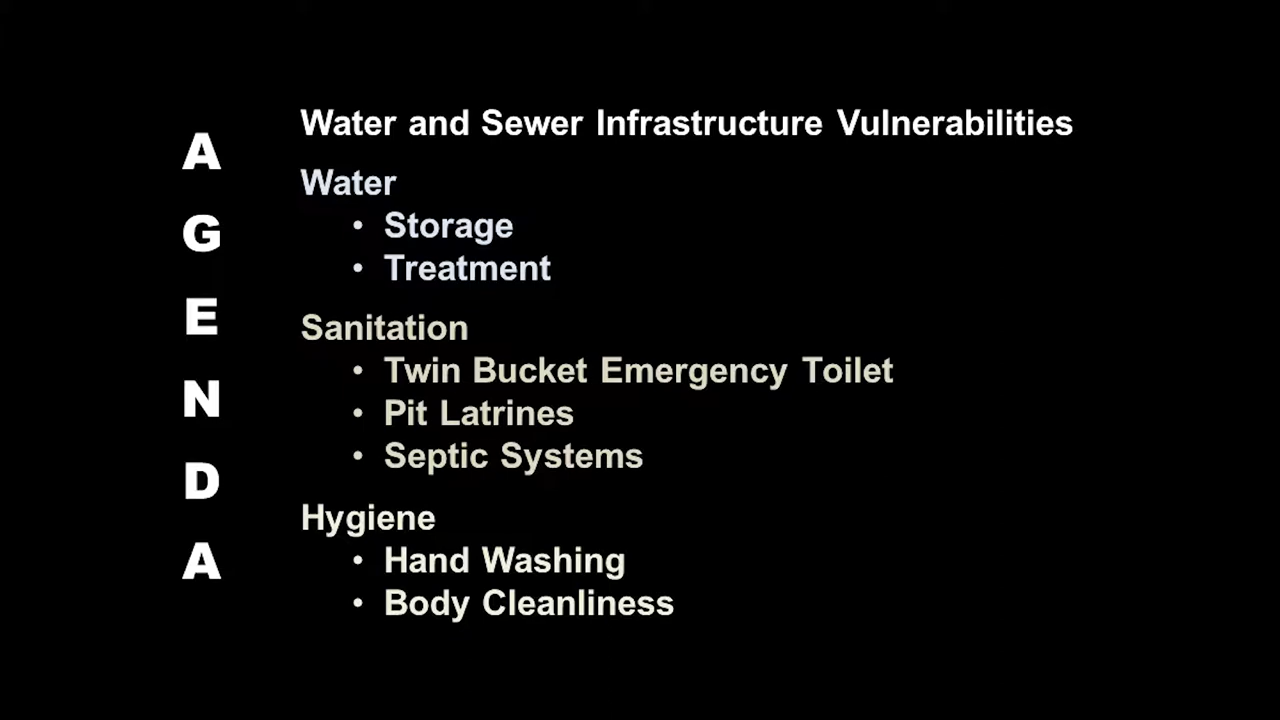 AGENDA
Water and Sewer Infrastructure Vulnerabilities
Water
• Storage
• Treatment
Sanitation
• Twin Bucket Emergency Toilet
• Pit Latrines
• Septic Systems
Hygiene
• Hand Washing
• Body Cleanliness